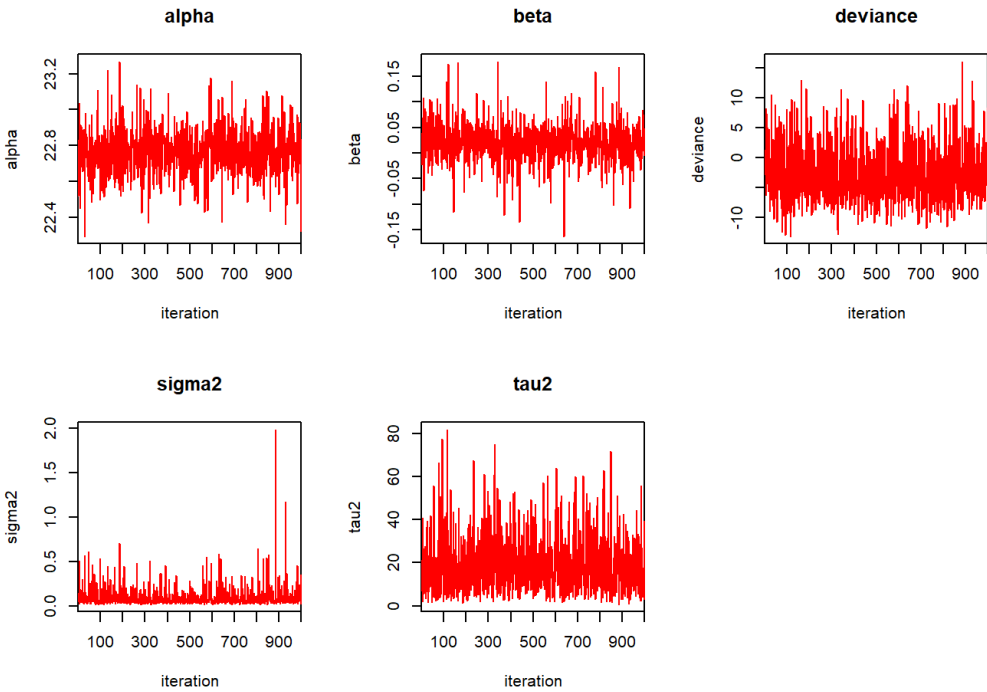 alpha
alpha
22.4 22.8 23.2
100 300 500 700 900
iteration
beta
beta
-0.15 -0.05 0.05 0.15
100 300 500 700 900
iteration
deviance
deviance
-10 0 5 10
100 300 500 700 900
iteration
sigma2
sigma2
0.0 0.5 1.0 1.5 2.0
100 300 500 700 900
iteration
tau2
tau2
0 20 40 60 80
100 300 500 700 900
iteration